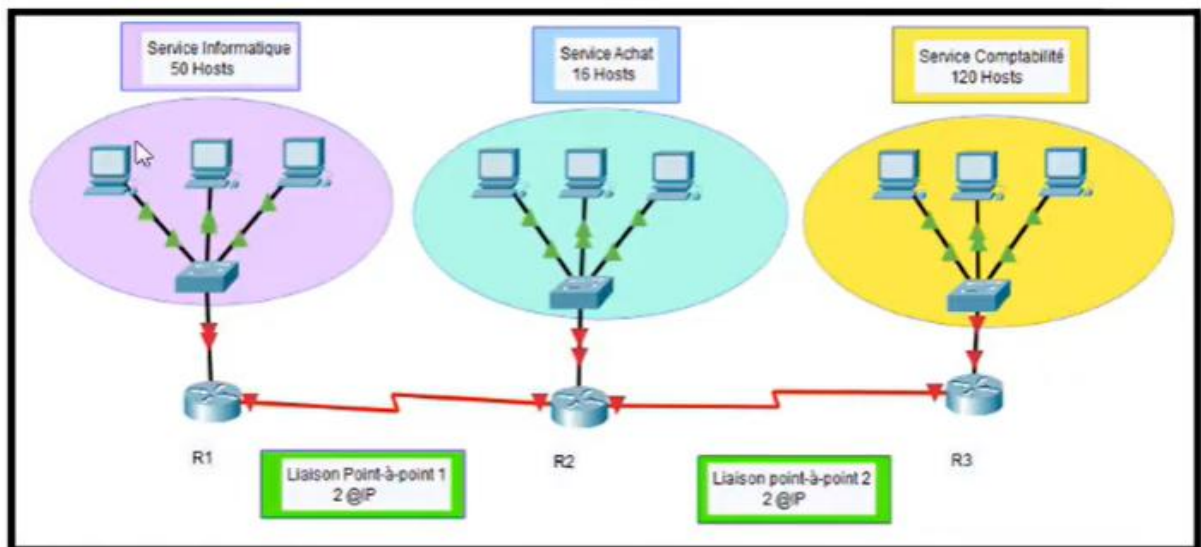 Service Informatique
50 Hosts
Service Achat
16 Hosts
Service Comptabilité
120 Hosts
R1
R2
R3
Liaison Point-à-point 1
2 @IP
Liaison point-à-point 2
2 @IP